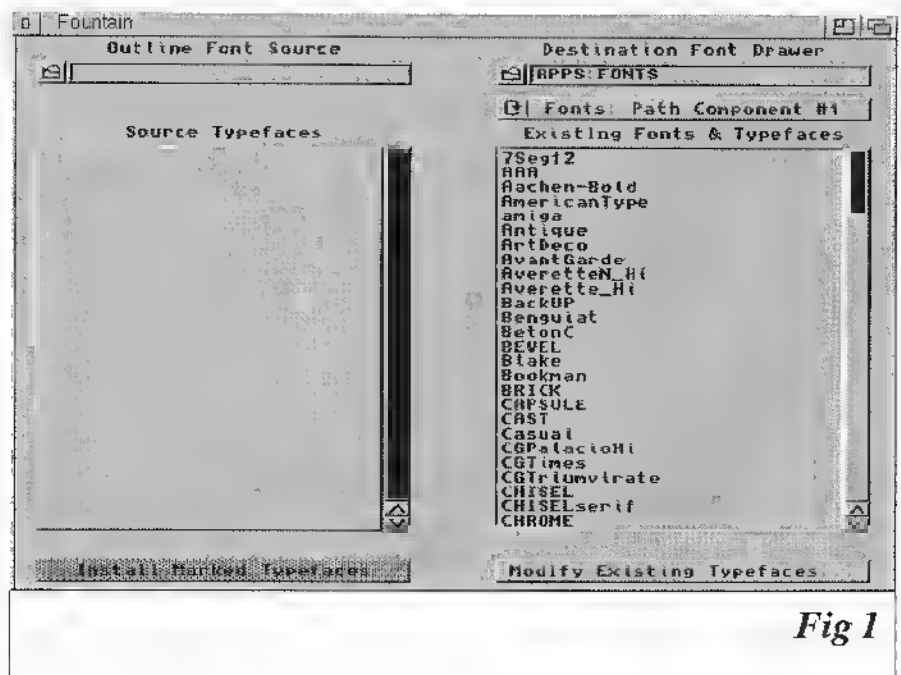 Fountain
Outline Font Source
Source Typefaces
Install Marked Typefaces
Destination Font Drawer
APPS:FONTS
Fonts: Path Component #1
Existing Fonts & Typefaces
7Seg12
AAA
Aachen-Bold
AmericanType
amiga
Antique
ArtDeco
AvantGarde
AveretteN_Hi
Averette_Hi
BackUP
Benguiat
BetonC
BEVEL
Blake
Bookman
BRICK
CAPSULE
CAST
Casual
CGPalacioHi
CGTimes
CGTriumvirate
CHISEL
CHISELserif
CHROME
Modify Existing Typefaces
Fig 1